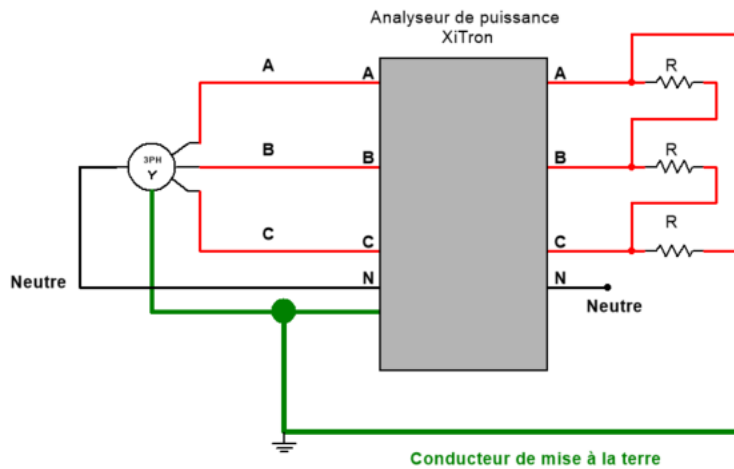 Analyseur de puissance
XiTron
A
A
A
R
3PH
Y
B
B
B
R
C
C
C
R
Neutre
N
N
Neutre
Conducteur de mise à la terre